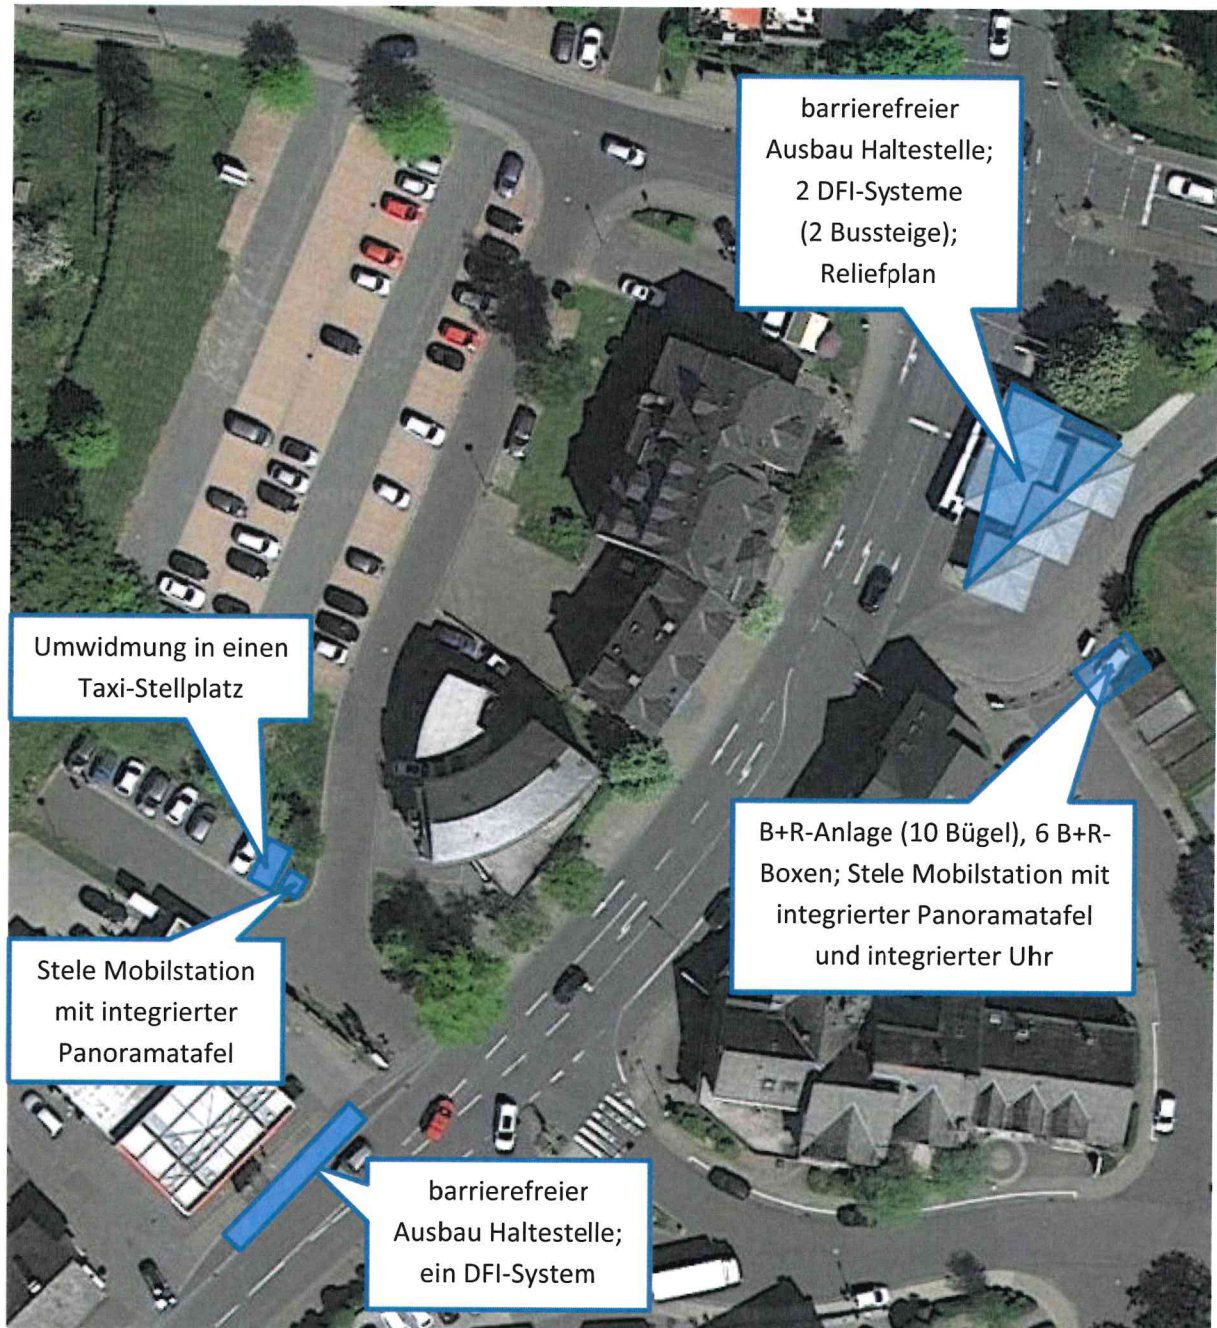 barrierefreier
Ausbau Haltestelle;
2 DFI-Systeme
(2 Bussteige);
Reliefplan
Umwidmung in einen
Taxi-Stellplatz
B+R-Anlage (10 Bügel), 6 B+R-
Boxen; Stele Mobilstation mit
integrierter Panoramatafel
und integrierter Uhr
Stele Mobilstation
mit integrierter
Panoramatafel
barrierefreier
Ausbau Haltestelle;
ein DFI-System